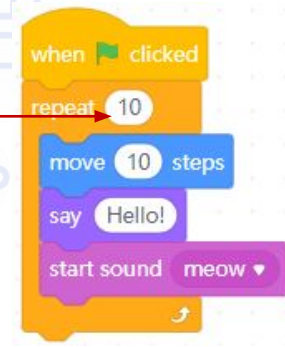 when clicked
repeat 10
move 10 steps
say Hello!
start sound meow